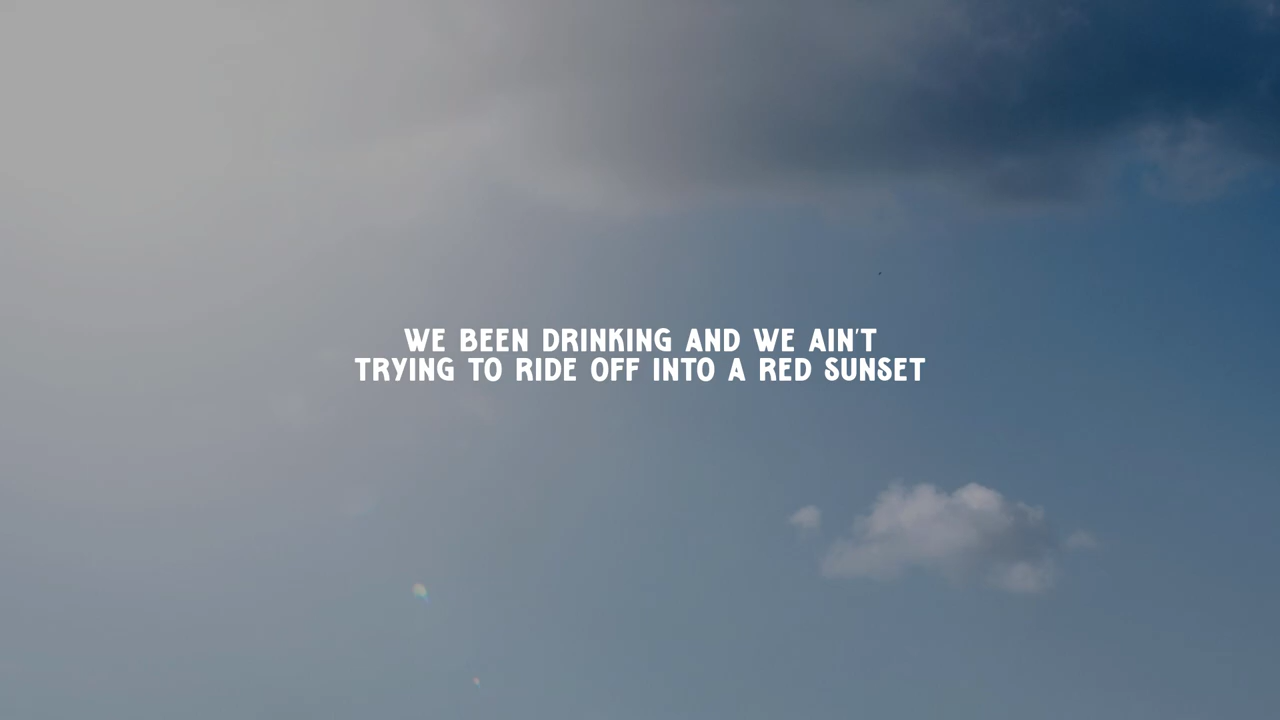 WE BEEN DRINKING AND WE AIN'T
TRYING TO RIDE OFF INTO A RED SUNSET